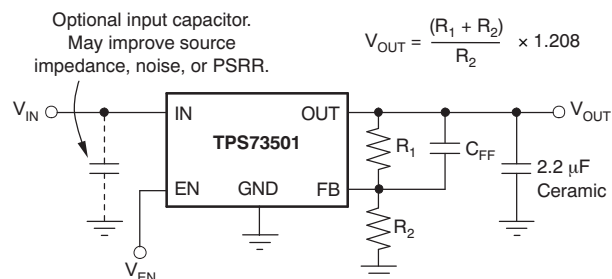 Optional input capacitor.
May improve source
impedance, noise, or PSRR.
V_OUT = (R_1 + R_2) / R_2 × 1.208
V_IN
IN
OUT
V_OUT
TPS73501
R_1
C_FF
2.2 μF
Ceramic
EN
GND
FB
R_2
V_EN